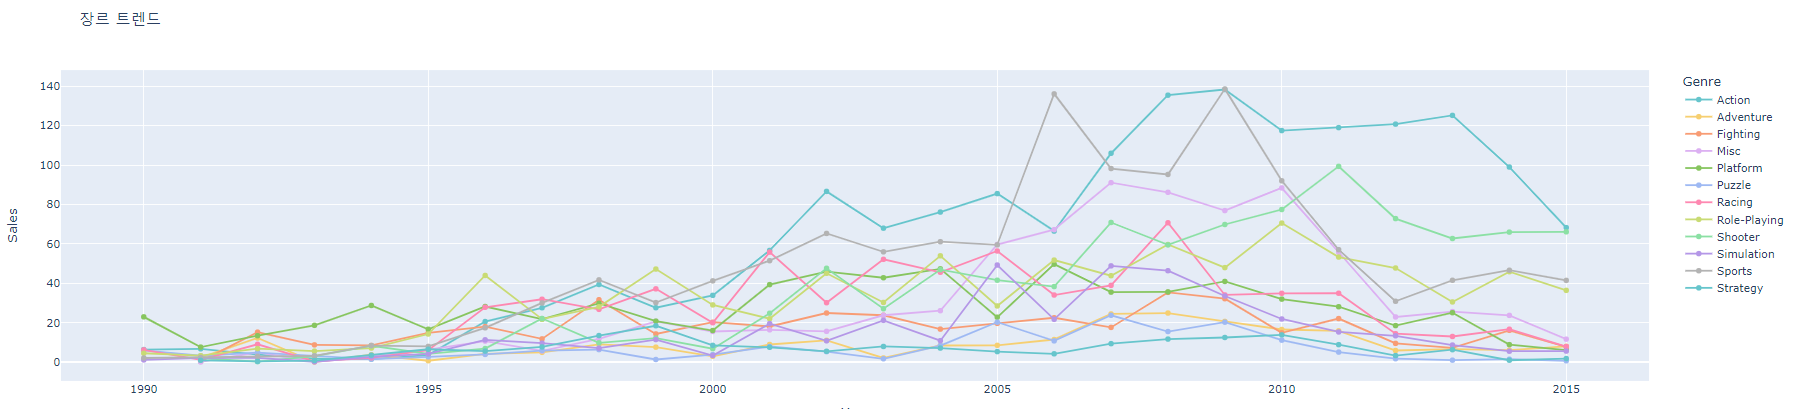 장르 트렌드
Genre
Action
Adventure
Fighting
Misc
Platform
Puzzle
Racing
Role-Playing
Shooter
Simulation
Sports
Strategy
Sales
140
120
100
80
60
40
20
0
1990
1995
2000
2005
2010
2015